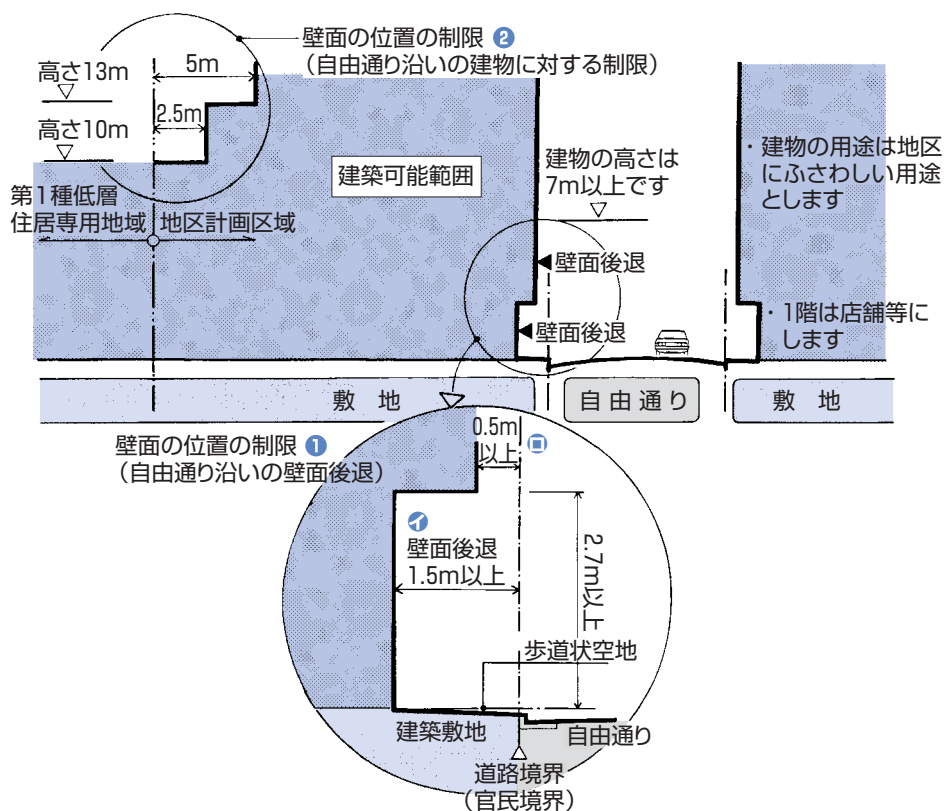 壁面の位置の制限 ❷
（自由通り沿いの建物に対する制限）
高さ13m
5m
2.5m
高さ10m
第1種低層
住居専用地域
地区計画区域
建築可能範囲
建物の高さは
7m以上です
・建物の用途は地区
にふさわしい用途
とします
壁面後退
壁面後退
・1階は店舗等に
します
敷 地
自 由 通 り
敷 地
壁面の位置の制限 ❶
（自由通り沿いの壁面後退）
0.5m
以上
ロ
イ
壁面後退
1.5m以上
2.7m以上
歩道状空地
建築敷地
自由通り
道路境界
（官民境界）